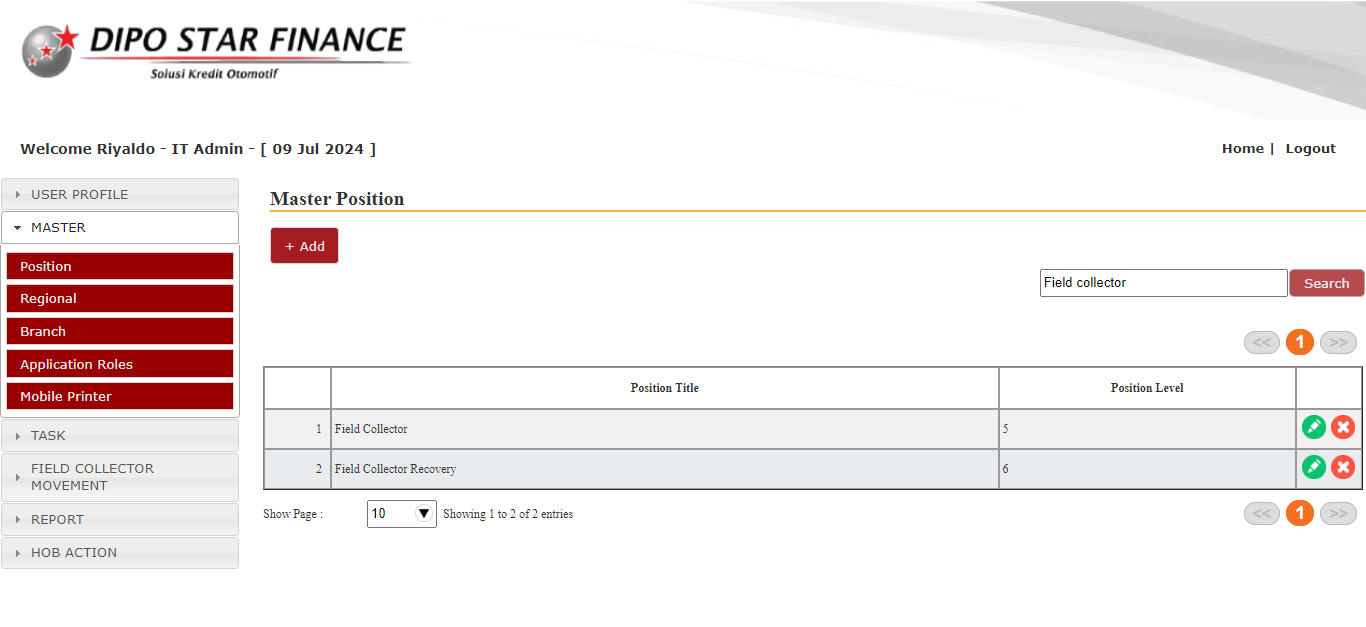 DIPO STAR FINANCE
Solusi Kredit Otomotif
Welcome Riyaldo - IT Admin - [ 09 Jul 2024 ]
Home | Logout
USER PROFILE
MASTER
Position
Regional
Branch
Application Roles
Mobile Printer
TASK
FIELD COLLECTOR
MOVEMENT
REPORT
HOB ACTION
Master Position
+ Add
Field collector Search
<< 1 >>
Position Title Position Level
1 Field Collector 5
2 Field Collector Recovery 6
Show Page : 10 Showing 1 to 2 of 2 entries << 1 >>